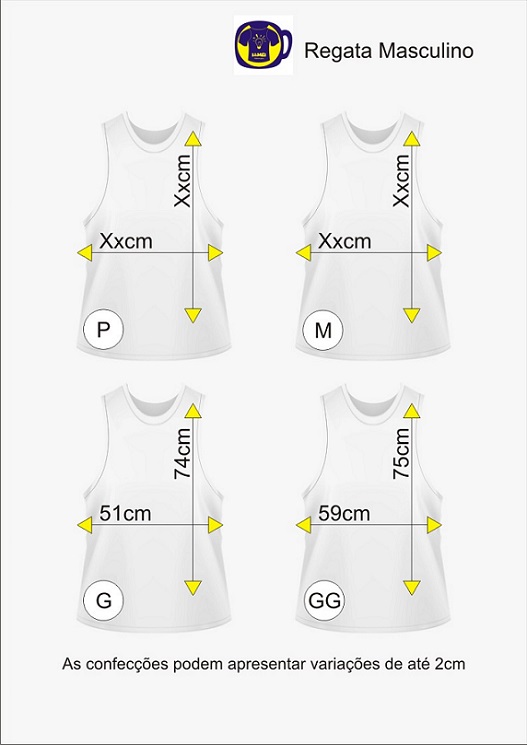 Regata Masculino
Xxcm
Xxcm
P
Xxcm
Xxcm
M
74cm
51cm
G
75cm
59cm
GG
As confecções podem apresentar variações de até 2cm